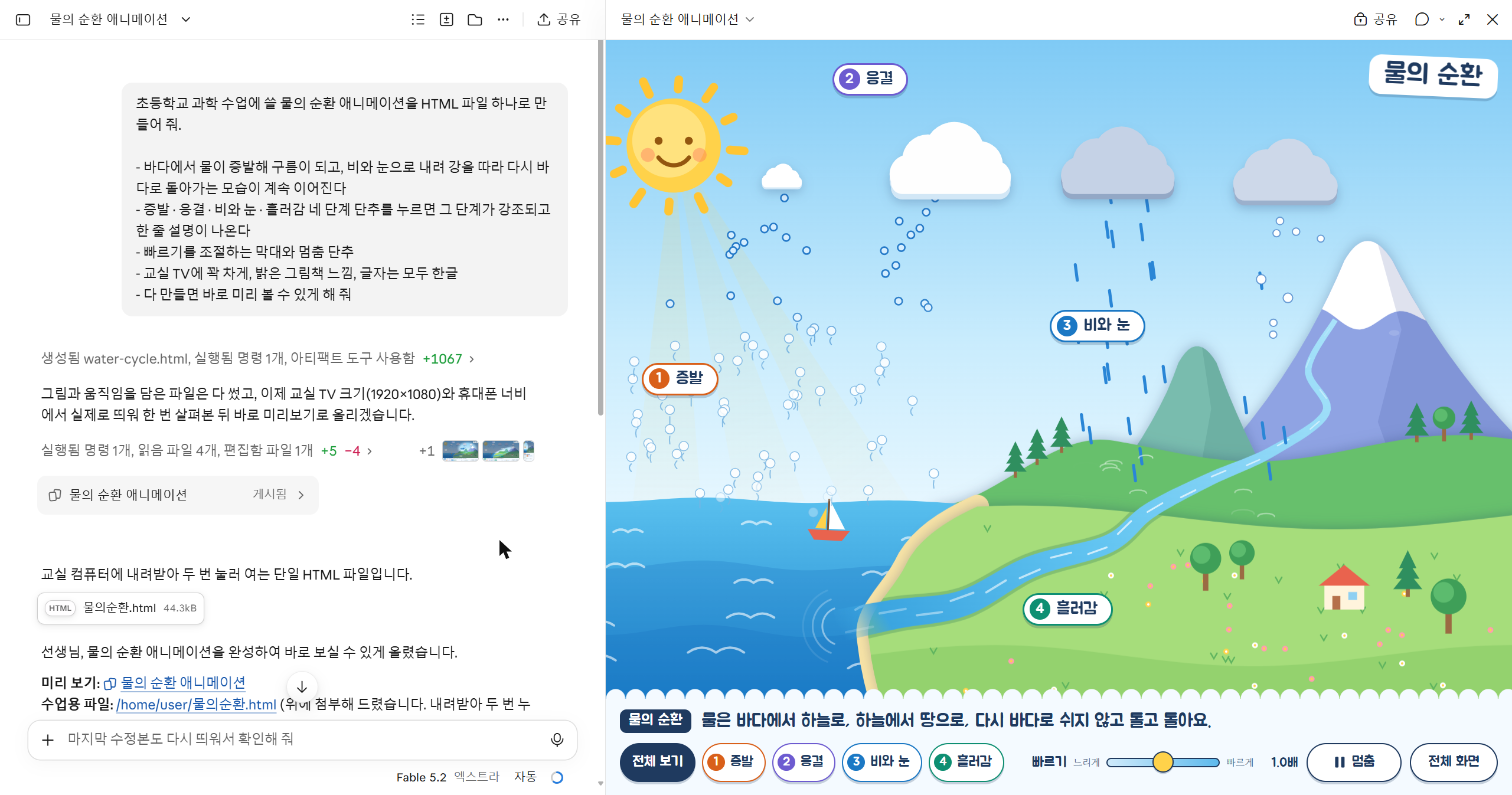 물의 순환 애니메이션
공유
초등학교 과학 수업에 쓸 물의 순환 애니메이션을 HTML 파일 하나로 만
들어 줘.
- 바다에서 물이 증발해 구름이 되고, 비와 눈으로 내려 강을 따라 다시 바
다로 돌아가는 모습이 계속 이어진다
- 증발 · 응결 · 비와 눈 · 흘러감 네 단계 단추를 누르면 그 단계가 강조되고
한 줄 설명이 나온다
- 빠르기를 조절하는 막대와 멈춤 단추
- 교실 TV에 꽉 차게, 밝은 그림책 느낌, 글자는 모두 한글
- 다 만들면 바로 미리 볼 수 있게 해 줘
생성됨 water-cycle.html, 실행됨 명령 1개, 아티팩트 도구 사용함 +1067
그림과 움직임을 담은 파일은 다 썼고, 이제 교실 TV 크기(1920×1080)와 휴대폰 너비
에서 실제로 띄워 한 번 살펴본 뒤 바로 미리보기로 올리겠습니다.
실행됨 명령 1개, 읽음 파일 4개, 편집함 파일 1개 +5 −4
+1
물의 순환 애니메이션
게시됨
교실 컴퓨터에 내려받아 두 번 눌러 여는 단일 HTML 파일입니다.
HTML 물의순환.html 44.3kB
선생님, 물의 순환 애니메이션을 완성하여 바로 보실 수 있게 올렸습니다.
미리 보기: 물의 순환 애니메이션
수업용 파일: /home/user/물의순환.html (위에 첨부해 드렸습니다. 내려받아 두 번 누
마지막 수정본도 다시 띄워서 확인해 줘
Fable 5.2 엑스트라 자동
물의 순환 애니메이션
공유
물의 순환
2 응결
1 증발
3 비와 눈
4 흘러감
물의 순환 물은 바다에서 하늘로, 하늘에서 땅으로, 다시 바다로 쉬지 않고 돌고 돌아요.
전체 보기
1 증발
2 응결
3 비와 눈
4 흘러감
빠르기 느리게 빠르게 1.0배
멈춤
전체 화면